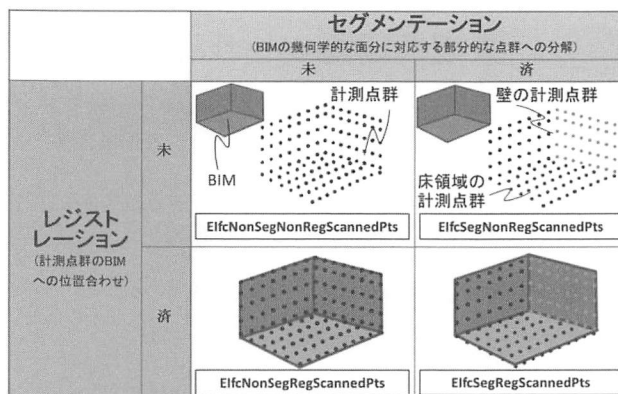 セグメンテーション
(BIMの幾何学的な面分に対応する部分的な点群への分解)
未
済
レジスト
レーション
(計測点群のBIM
への位置合わせ)
未
計測点群
BIM
EIfcNonSegNonRegScannedPts
壁の計測点群
床領域の
計測点群
EIfcSegNonRegScannedPts
済
EIfcNonSegRegScannedPts
EIfcSegRegScannedPts